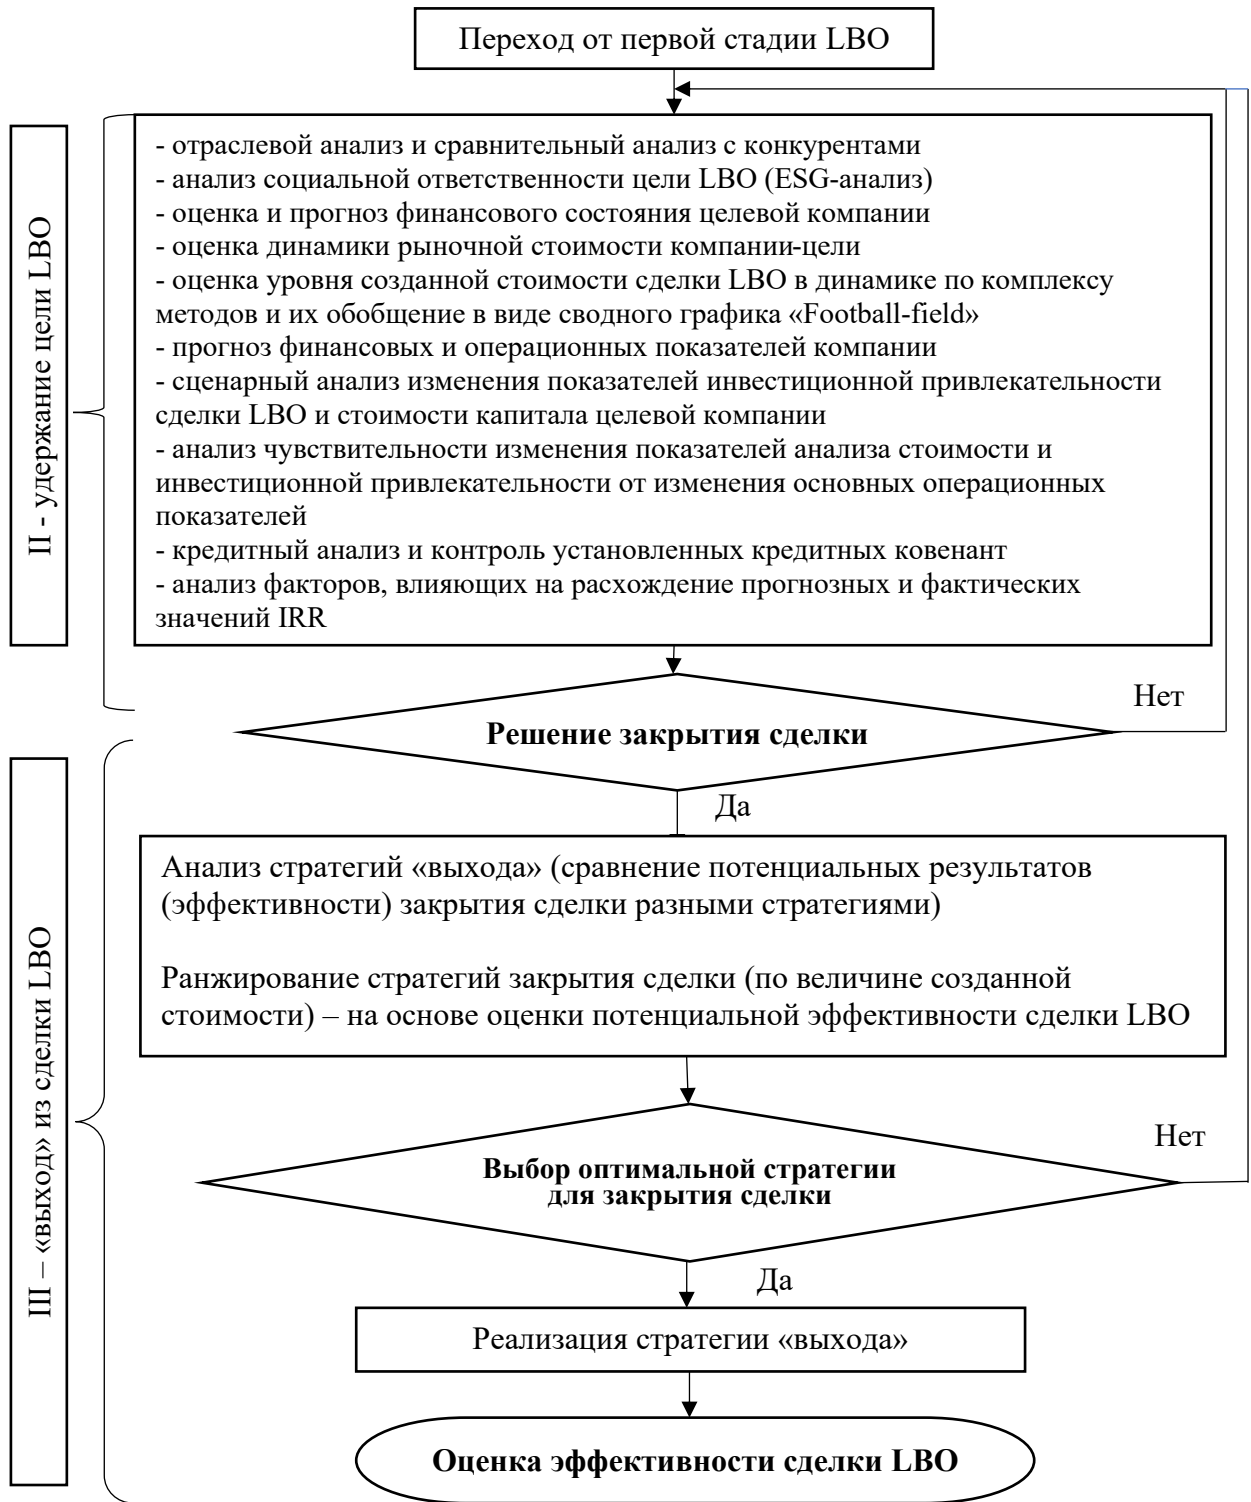 Переход от первой стадии LBO
II - удержание цели LBO
- отраслевой анализ и сравнительный анализ с конкурентами
- анализ социальной ответственности цели LBO (ESG-анализ)
- оценка и прогноз финансового состояния целевой компании
- оценка динамики рыночной стоимости компании-цели
- оценка уровня созданной стоимости сделки LBO в динамике по комплексу
методов и их обобщение в виде сводного графика «Football-field»
- прогноз финансовых и операционных показателей компании
- сценарный анализ изменения показателей инвестиционной привлекательности
сделки LBO и стоимости капитала целевой компании
- анализ чувствительности изменения показателей анализа стоимости и
инвестиционной привлекательности от изменения основных операционных
показателей
- кредитный анализ и контроль установленных кредитных ковенант
- анализ факторов, влияющих на расхождение прогнозных и фактических
значений IRR
Нет
Решение закрытия сделки
Да
III – «выход» из сделки LBO
Анализ стратегий «выхода» (сравнение потенциальных результатов
(эффективности) закрытия сделки разными стратегиями)
Ранжирование стратегий закрытия сделки (по величине созданной
стоимости) – на основе оценки потенциальной эффективности сделки LBO
Нет
Выбор оптимальной стратегии
для закрытия сделки
Да
Реализация стратегии «выхода»
Оценка эффективности сделки LBO